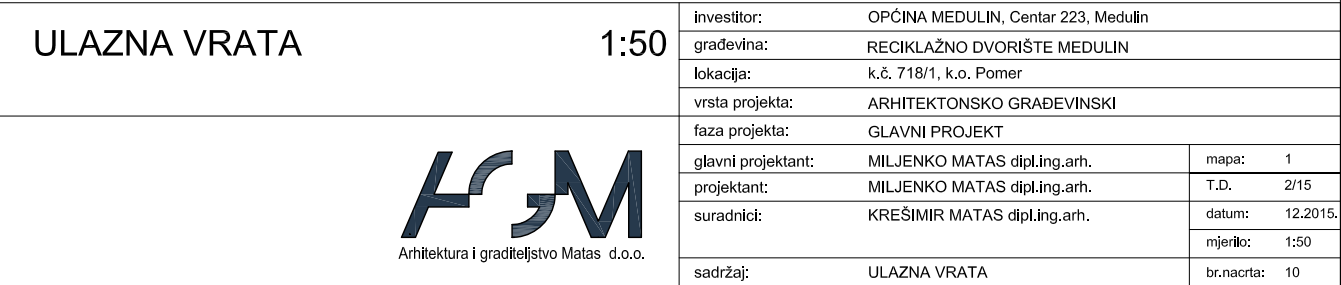 ULAZNA VRATA 1:50
investitor: OPĆINA MEDULIN, Centar 223, Medulin
građevina: RECIKLAŽNO DVORIŠTE MEDULIN
lokacija: k.č. 718/1, k.o. Pomer
vrsta projekta: ARHITEKTONSKO GRAĐEVINSKI
faza projekta: GLAVNI PROJEKT
glavni projektant: MILJENKO MATAS dipl.ing.arh. mapa: 1
projektant: MILJENKO MATAS dipl.ing.arh. T.D. 2/15
suradnici: KREŠIMIR MATAS dipl.ing.arh. datum: 12.2015.
mjerilo: 1:50
sadržaj: ULAZNA VRATA br.nacrta: 10
AGM
Arhitektura i graditeljstvo Matas d.o.o.